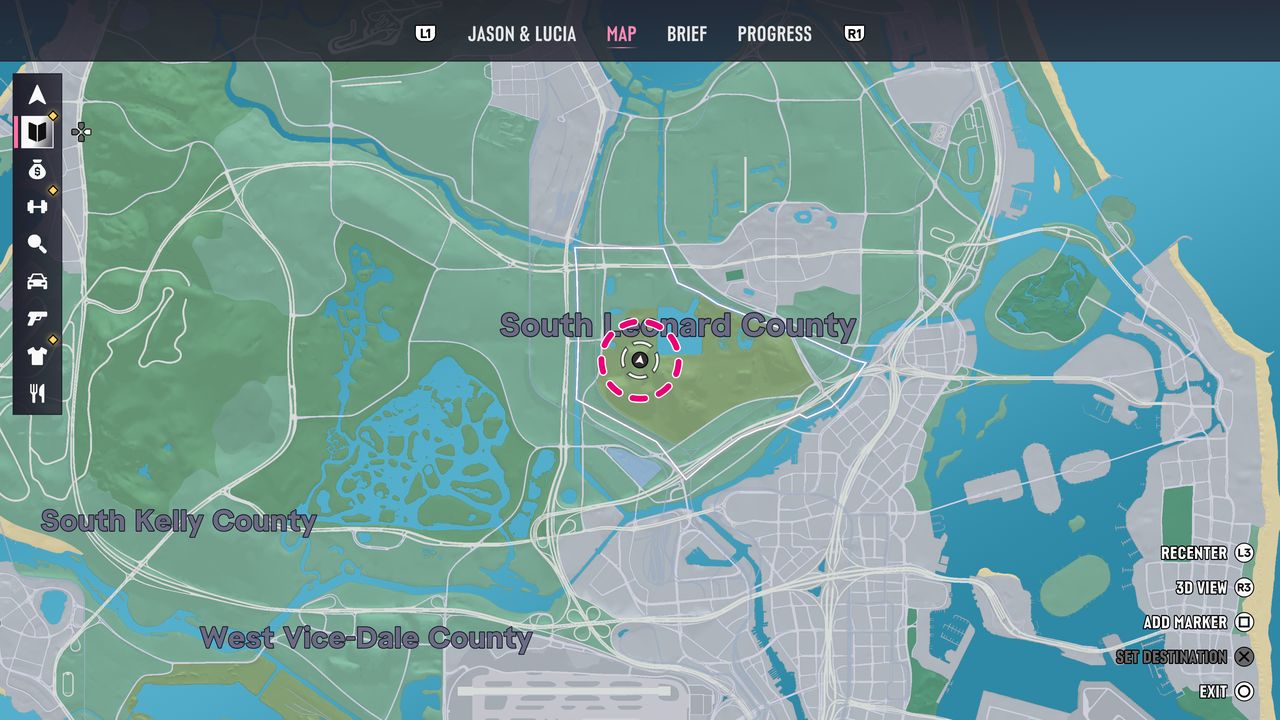 L1 JASON & LUCIA MAP BRIEF PROGRESS R1
South Leonard County
South Kelly County
West Vice-Dale County
RECENTER L3
3D VIEW R3
ADD MARKER
SET DESTINATION
EXIT